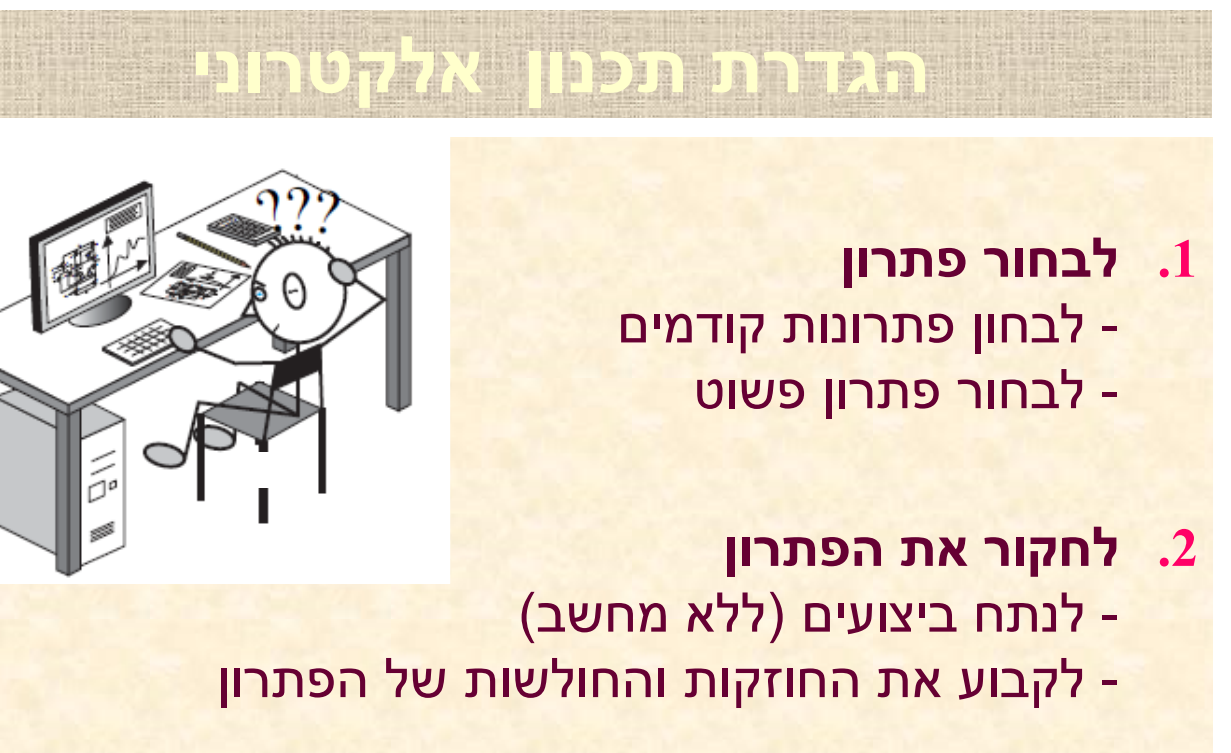 הגדרת תכנון אלקטרוני
???
1. לבחור פתרון
- לבחון פתרונות קודמים
- לבחור פתרון פשוט
2. לחקור את הפתרון
- לנתח ביצועים (ללא מחשב)
- לקבוע את החוזקות והחולשות של הפתרון